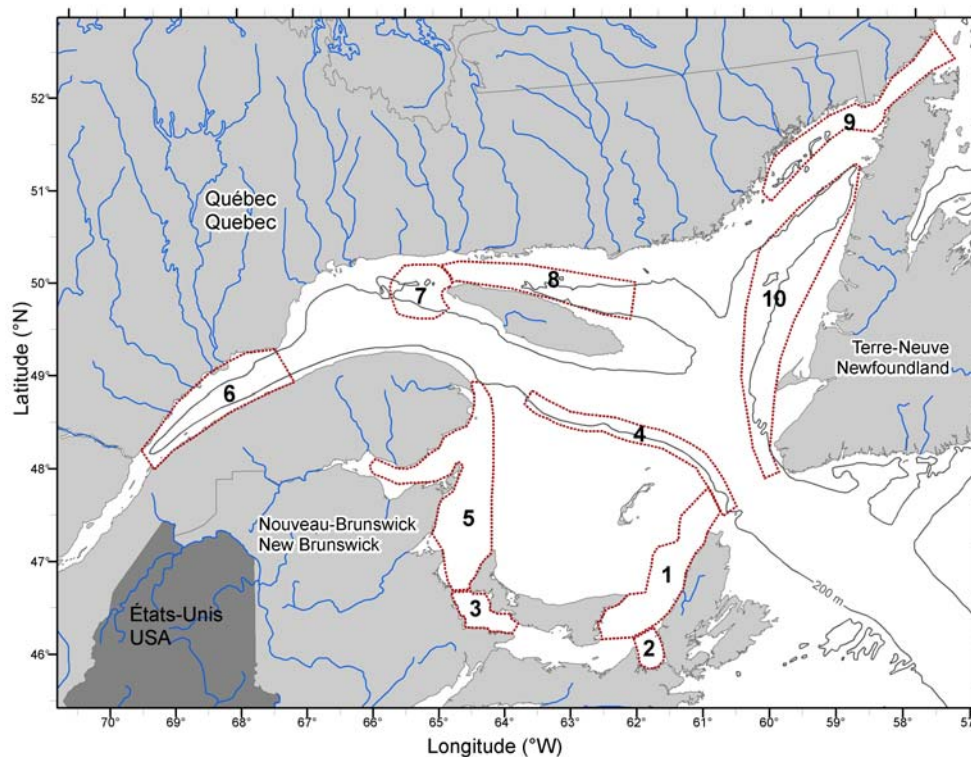 52°
51°
50°
49°
48°
47°
46°
Latitude (°N)
Québec
Quebec
9
8
7
10
Terre-Neuve
Newfoundland
6
4
5
Nouveau-Brunswick
New Brunswick
1
3
2
200 m
États-Unis
USA
70°
69°
68°
67°
66°
65°
64°
63°
62°
61°
60°
59°
58°
57
Longitude (°W)